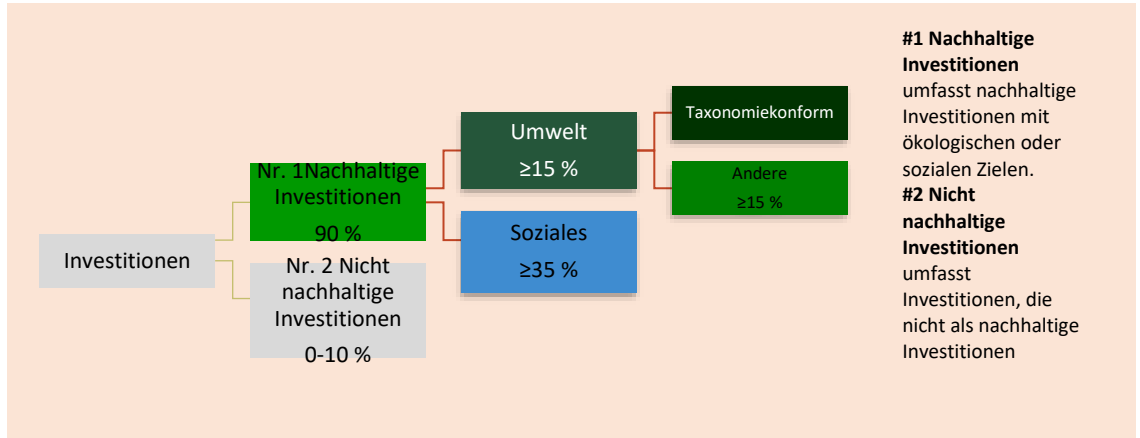 Investitionen
Nr. 1Nachhaltige
Investitionen
90 %
Nr. 2 Nicht
nachhaltige
Investitionen
0-10 %
Umwelt
≥15 %
Soziales
≥35 %
Taxonomiekonform
Andere
≥15 %
#1 Nachhaltige
Investitionen
umfasst nachhaltige
Investitionen mit
ökologischen oder
sozialen Zielen.
#2 Nicht
nachhaltige
Investitionen
umfasst
Investitionen, die
nicht als nachhaltige
Investitionen